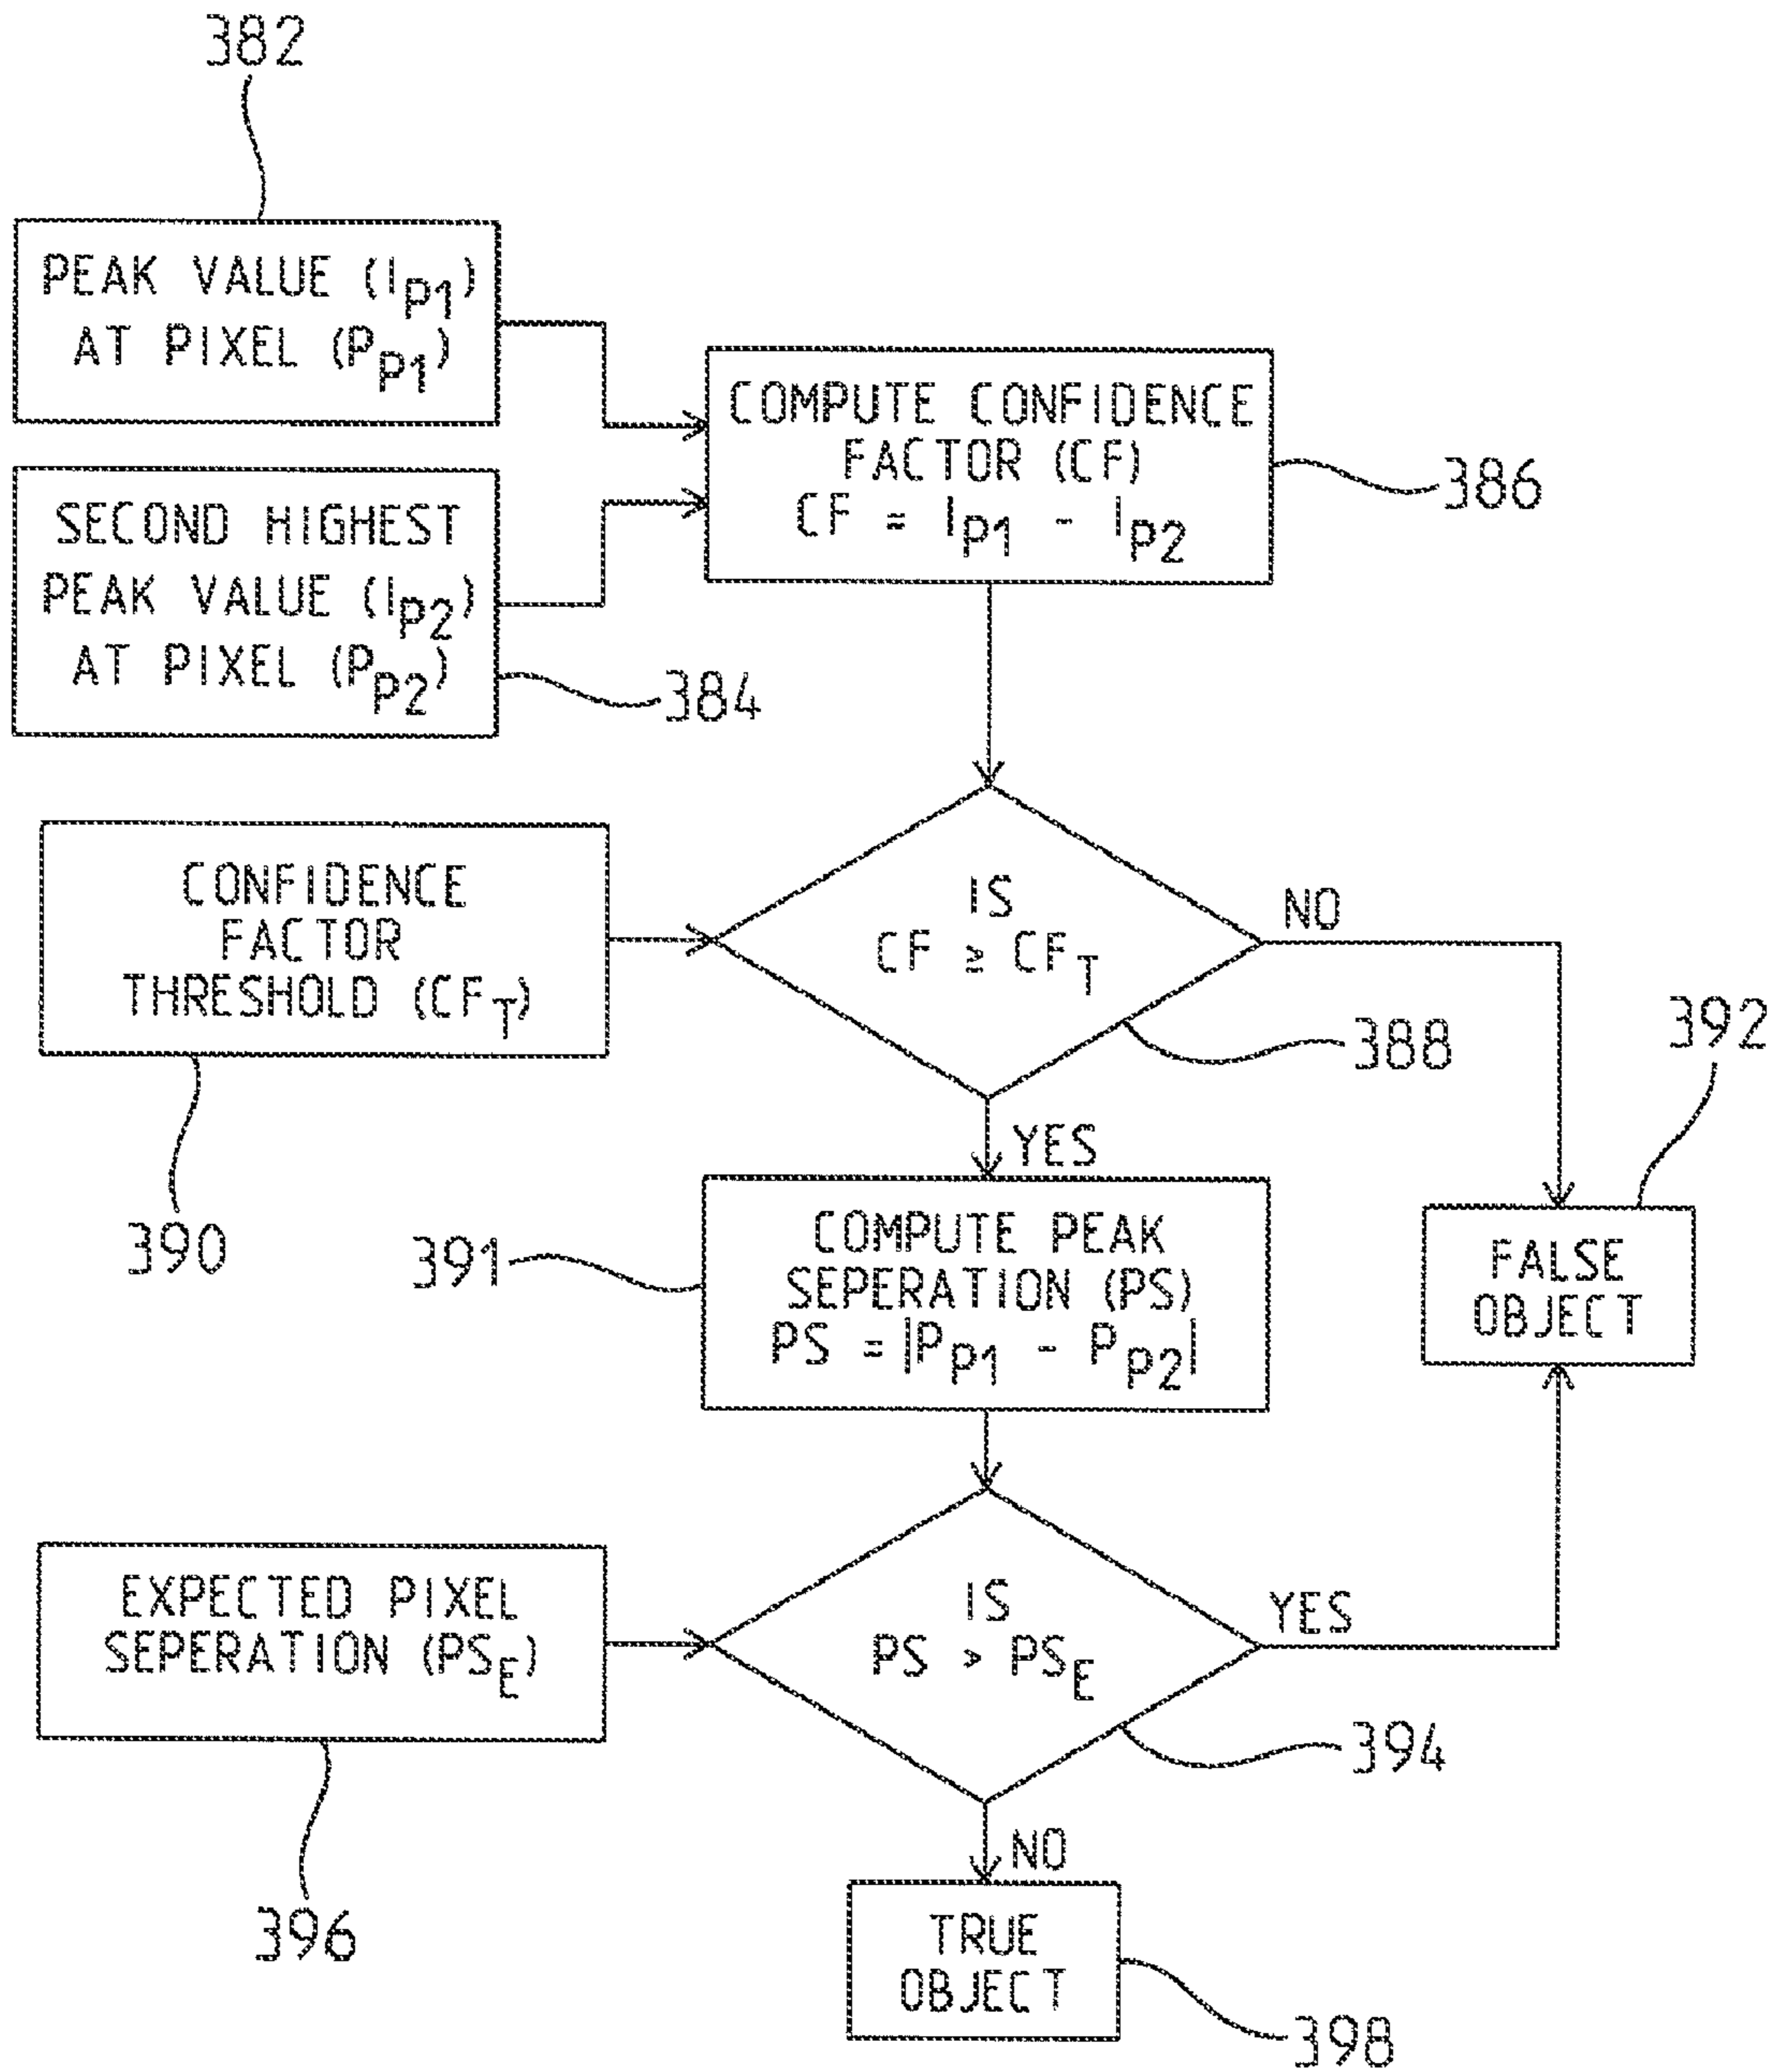 382
PEAK VALUE (IP1)
AT PIXEL (PP1)
COMPUTE CONFIDENCE
FACTOR (CF)
CF = IP1 - IP2
386
SECOND HIGHEST
PEAK VALUE (IP2)
AT PIXEL (PP2)
384
CONFIDENCE
FACTOR
THRESHOLD (CFT)
390
IS
CF ≥ CFT
NO
388
392
YES
391
COMPUTE PEAK
SEPERATION (PS)
PS = |PP1 - PP2|
FALSE
OBJECT
EXPECTED PIXEL
SEPERATION (PSE)
396
IS
PS > PSE
YES
394
NO
TRUE
OBJECT
398